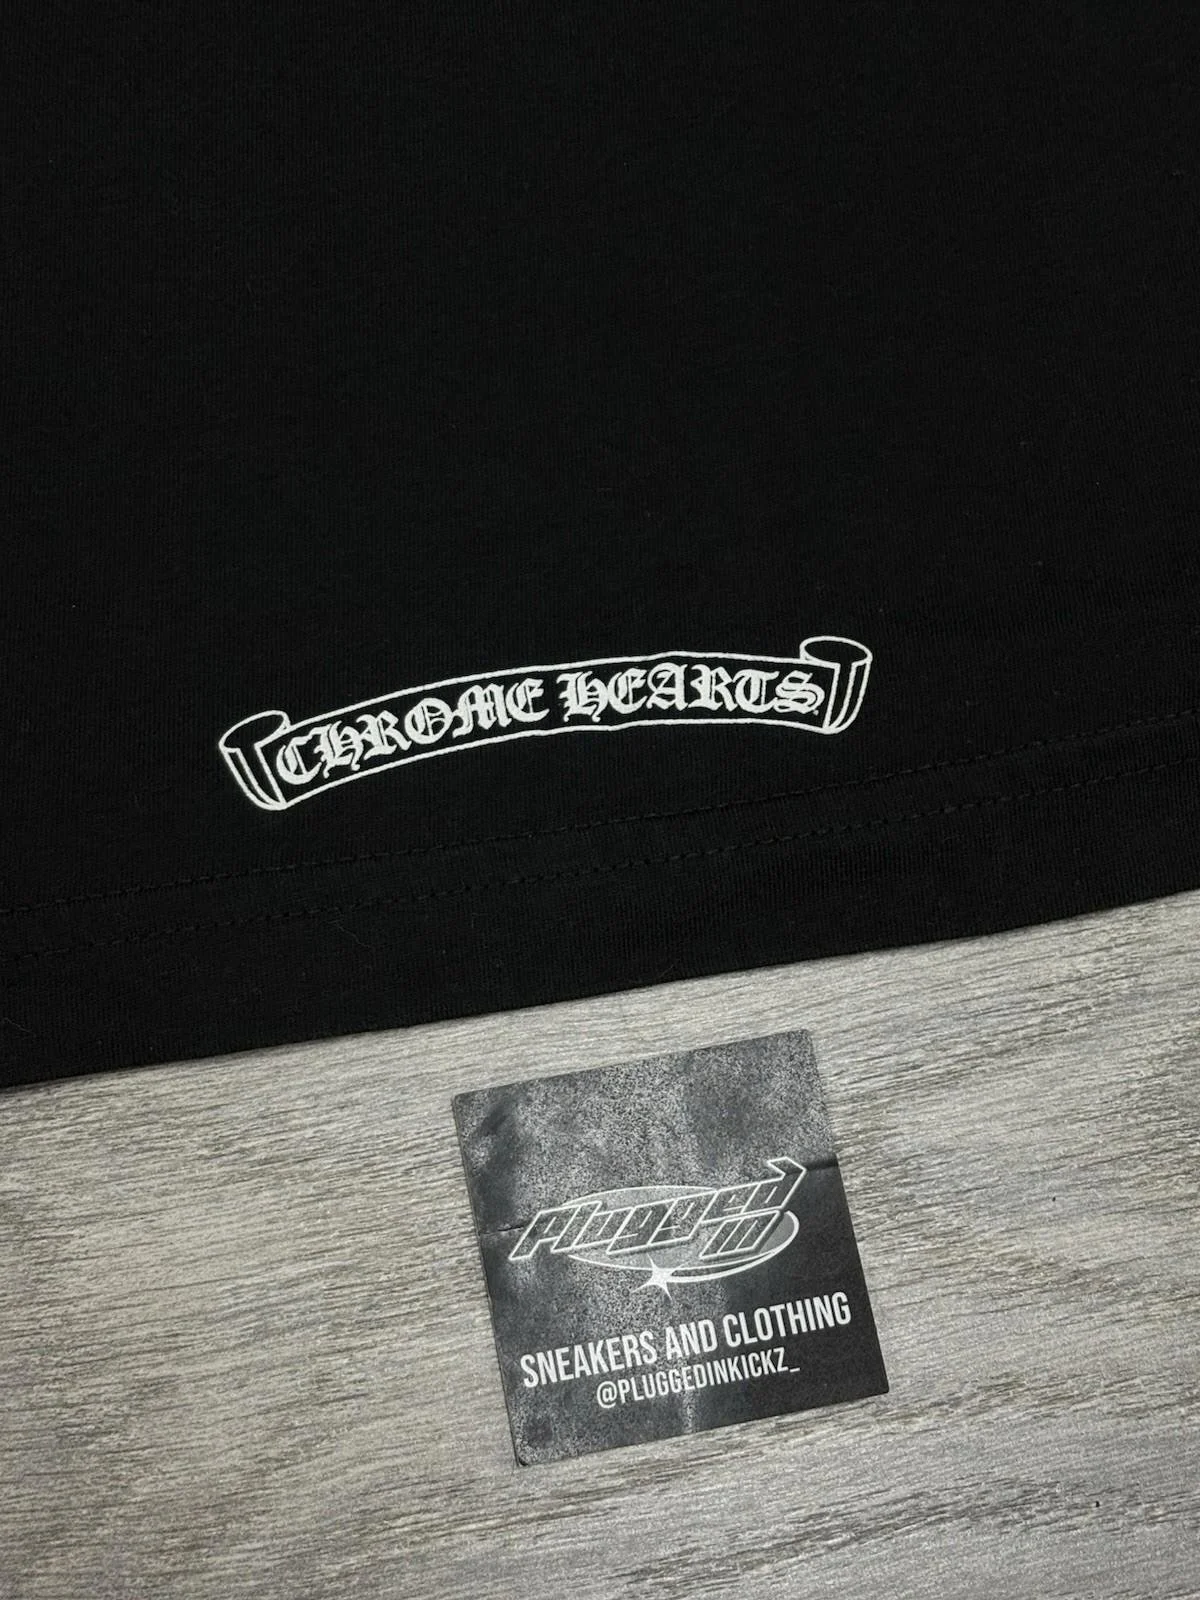 CHROME HEARTS
Plugged
In
SNEAKERS AND CLOTHING
@PLUGGEDINKICKZ_